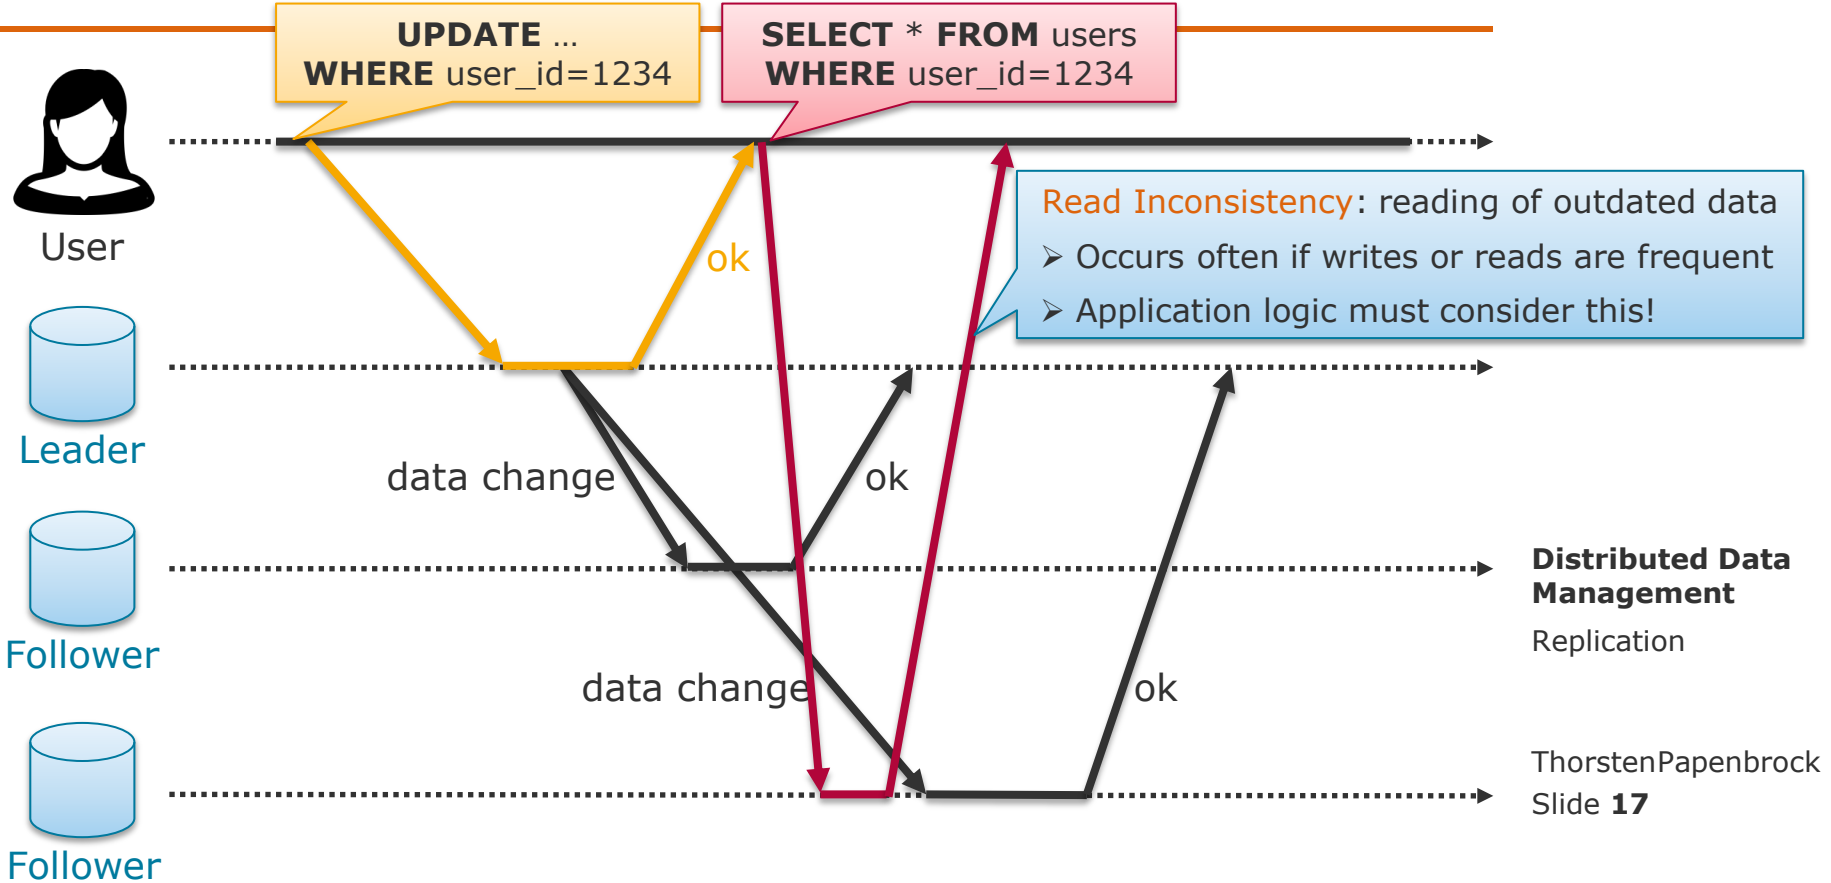 UPDATE …
WHERE user_id=1234
SELECT * FROM users
WHERE user_id=1234
User
ok
Read Inconsistency: reading of outdated data
➢ Occurs often if writes or reads are frequent
➢ Application logic must consider this!
Leader
data change
ok
Follower
data change
ok
Follower
Distributed Data
Management
Replication
ThorstenPapenbrock
Slide 17